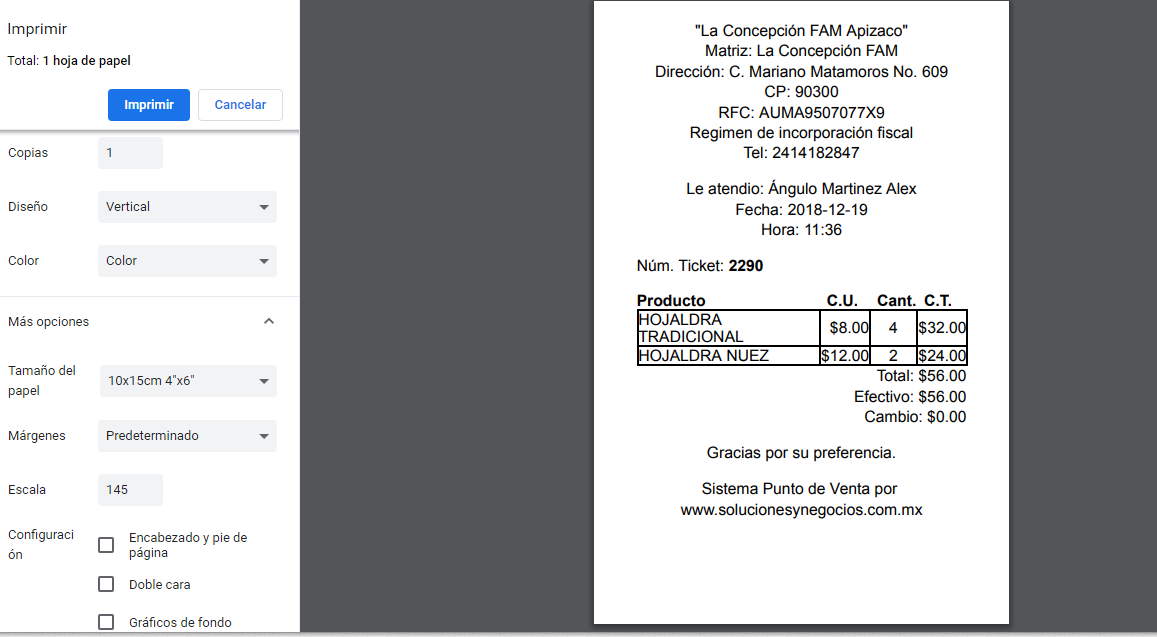 Imprimir
Total: 1 hoja de papel
Imprimir Cancelar
Copias 1
Diseño Vertical
Color Color
Más opciones
Tamaño del
papel
10x15cm 4"x6"
Márgenes Predeterminado
Escala 145
Configuraci
ón
Encabezado y pie de
página
Doble cara
Gráficos de fondo
"La Concepción FAM Apizaco"
Matriz: La Concepción FAM
Dirección: C. Mariano Matamoros No. 609
CP: 90300
RFC: AUMA9507077X9
Regimen de incorporación fiscal
Tel: 2414182847
Le atendio: Ángulo Martinez Alex
Fecha: 2018-12-19
Hora: 11:36
Núm. Ticket: 2290
Producto C.U. Cant. C.T.
HOJALDRA
TRADICIONAL
$8.00 4 $32.00
HOJALDRA NUEZ $12.00 2 $24.00
Total: $56.00
Efectivo: $56.00
Cambio: $0.00
Gracias por su preferencia.
Sistema Punto de Venta por
www.solucionesynegocios.com.mx